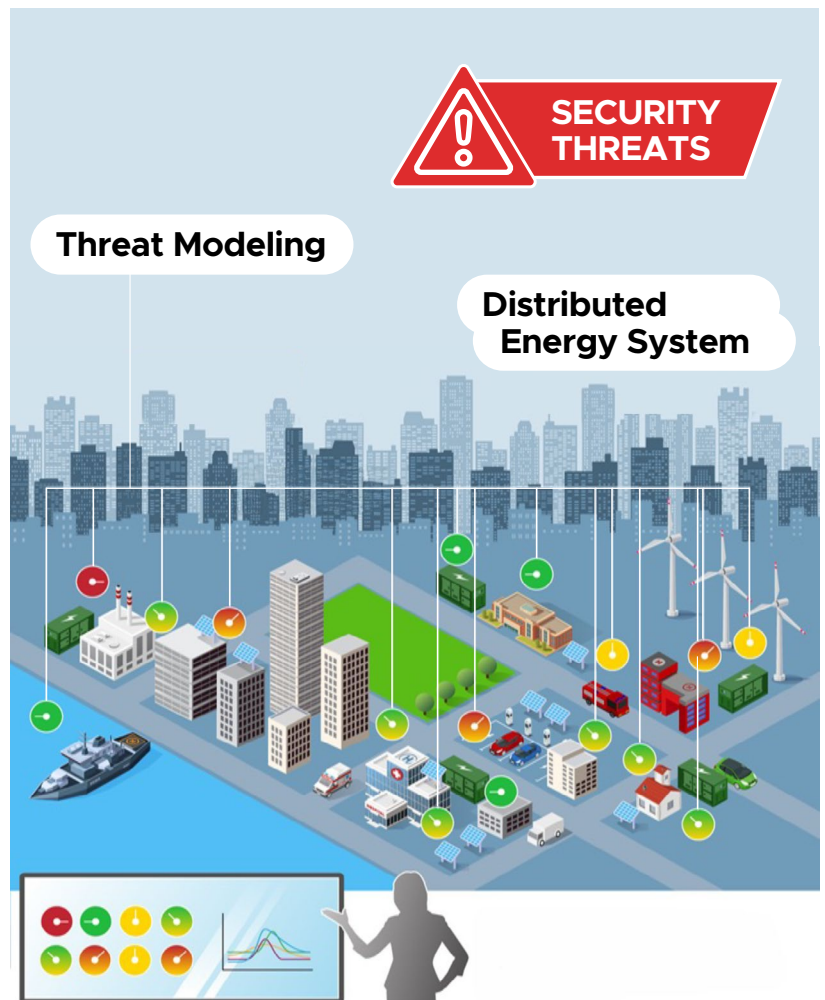 SECURITY
THREATS
Threat Modeling
Distributed
Energy System